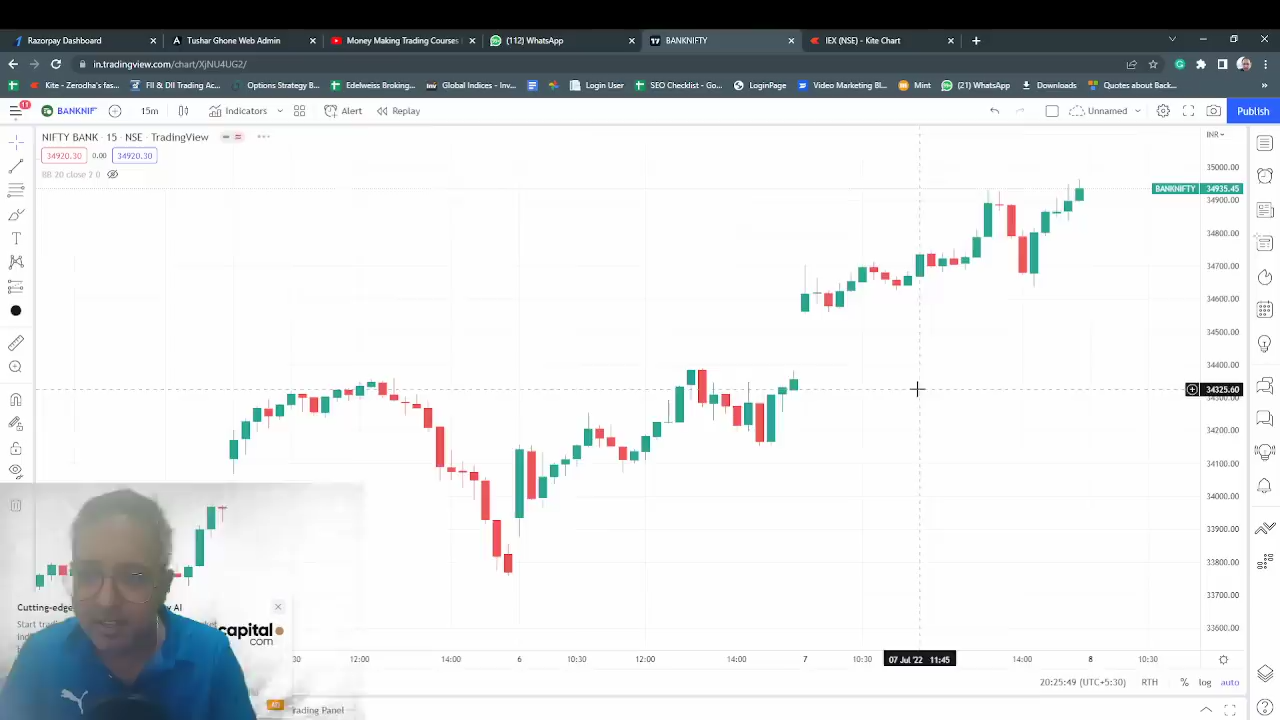 Razorpay Dashboard
Tushar Ghone Web Admin
Money Making Trading Courses
(112) WhatsApp
BANKNIFTY
IEX (NSE) - Kite Chart
in.tradingview.com/chart/XjNU4UG2/
Kite - Zerodha's fas...
FII & DII Trading Ac...
Options Strategy B...
Edelweiss Broking...
Global Indices - Inv...
Login User
SEO Checklist - Go...
LoginPage
Video Marketing Bl...
Mint
(21) WhatsApp
Downloads
Quotes about Bac...
11
BANKNIF
15m
Indicators
Alert
Replay
Unnamed
Publish
NIFTY BANK · 15 · NSE · TradingView
INR
34920.30 0.00 34920.30
BB 20 close 2 0
35000.00
BANKNIFTY 34935.45
34900.00
34800.00
34700.00
34600.00
34500.00
34400.00
34325.60
34200.00
34100.00
34000.00
33900.00
33800.00
33700.00
33600.00
Cutting-edge
AI
Start trading
capital
com
:30 12:00 14:00 6 10:30 12:00 14:00 7 10:30 07 Jul '22 11:45 14:00 8 10:30
20:25:49 (UTC+5:30) RTH % log auto
Trading Panel